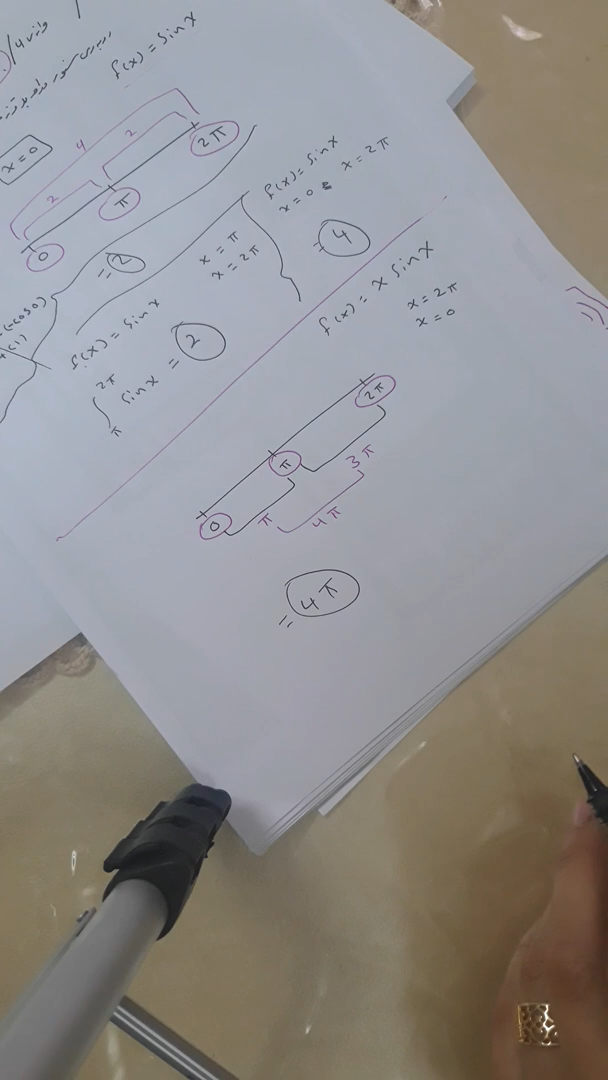 f(x) = sin x
x = 0
4
2
2
0
π
2π
= 2
x = π
x = 2π
f(x) = sin x
x = 0 x = 2π
= 4
f(x) = sin x
∫π2π sin x = 2
f(x) = x sin x
x = 2π
x = 0
0
π
2π
π
3π
4π
= 4π